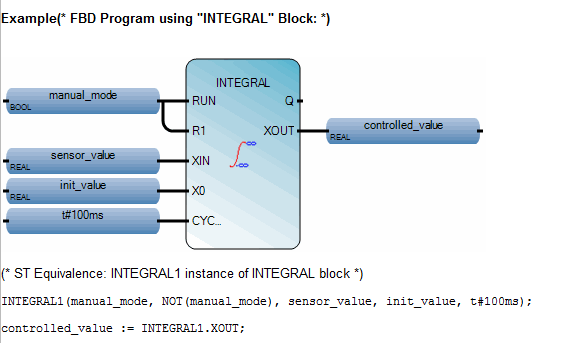 Example(* FBD Program using "INTEGRAL" Block: *)
INTEGRAL
manual_mode
BOOL
RUN
Q
R1
XOUT
controlled_value
REAL
sensor_value
REAL
XIN
init_value
REAL
X0
t#100ms
CYC...
(* ST Equivalence: INTEGRAL1 instance of INTEGRAL block *)
INTEGRAL1(manual_mode, NOT(manual_mode), sensor_value, init_value, t#100ms);
controlled_value := INTEGRAL1.XOUT;